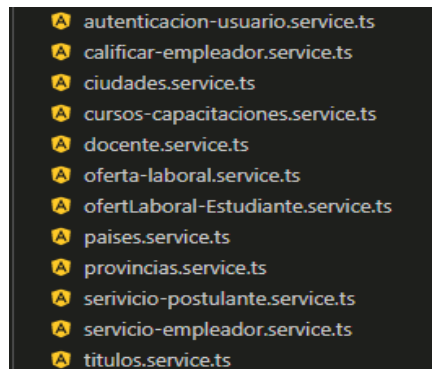 autenticacion-usuario.service.ts
calificar-empleador.service.ts
ciudades.service.ts
cursos-capacitaciones.service.ts
docente.service.ts
oferta-laboral.service.ts
ofertLaboral-Estudiante.service.ts
paises.service.ts
provincias.service.ts
serivicio-postulante.service.ts
servicio-empleador.service.ts
titulos.service.ts